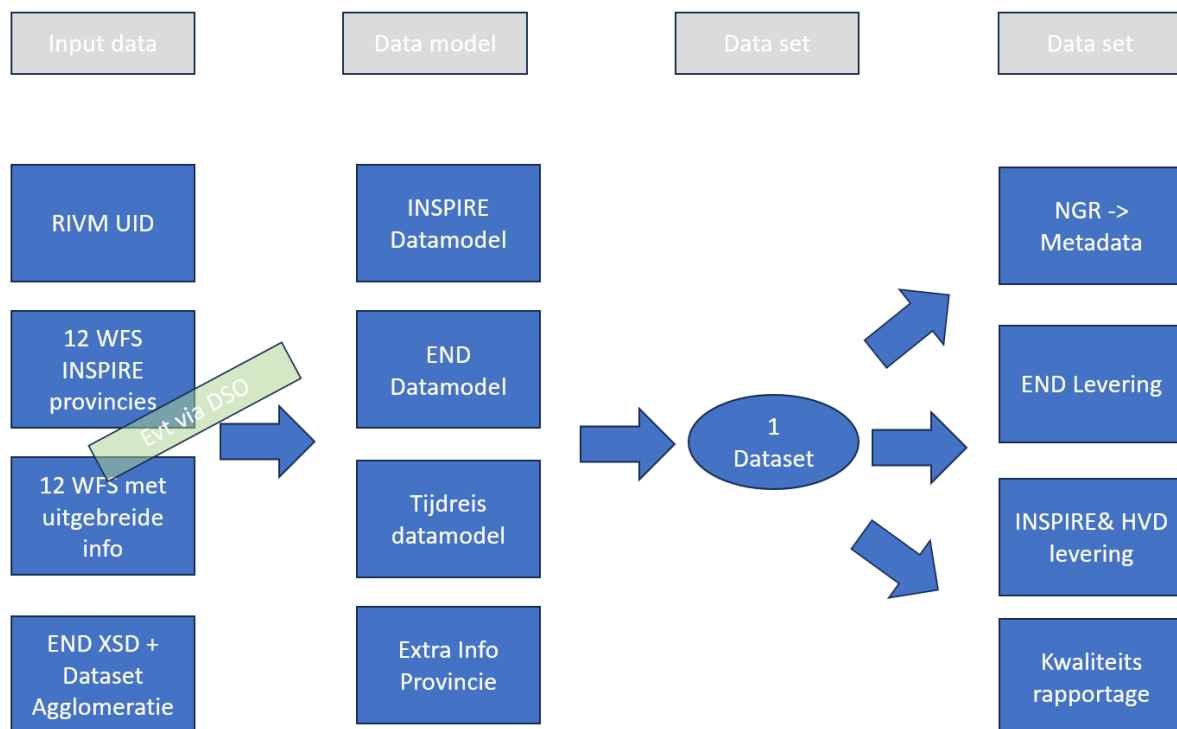 Input data
Data model
Data set
Data set
RIVM UID
12 WFS
INSPIRE
provincies
Evt via DSO
12 WFS met
uitgebreide
info
END XSD +
Dataset
Agglomeratie
INSPIRE
Datamodel
END
Datamodel
Tijdreis
datamodel
Extra Info
Provincie
1
Dataset
NGR ->
Metadata
END Levering
INSPIRE& HVD
levering
Kwaliteits
rapportage